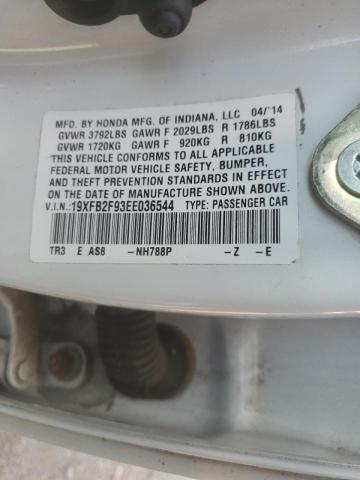 MFD. BY HONDA MFG. OF INDIANA, LLC 04/'14
GVWR 3792LBS GAWR F 2029LBS R 1786LBS
GVWR 1720KG GAWR F 920KG R 810KG
THIS VEHICLE CONFORMS TO ALL APPLICABLE
FEDERAL MOTOR VEHICLE SAFETY, BUMPER,
AND THEFT PREVENTION STANDARDS IN EFFECT
ON THE DATE OF MANUFACTURE SHOWN ABOVE.
V.I.N.:19XFB2F93EE036544 TYPE: PASSENGER CAR
TR3 E AS8 -NH788P -Z -E